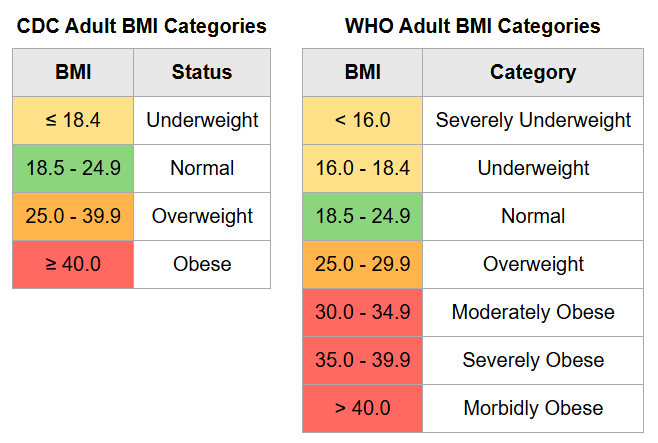 CDC Adult BMI Categories
BMI Status
≤ 18.4 Underweight
18.5 - 24.9 Normal
25.0 - 39.9 Overweight
≥ 40.0 Obese
WHO Adult BMI Categories
BMI Category
< 16.0 Severely Underweight
16.0 - 18.4 Underweight
18.5 - 24.9 Normal
25.0 - 29.9 Overweight
30.0 - 34.9 Moderately Obese
35.0 - 39.9 Severely Obese
> 40.0 Morbidly Obese